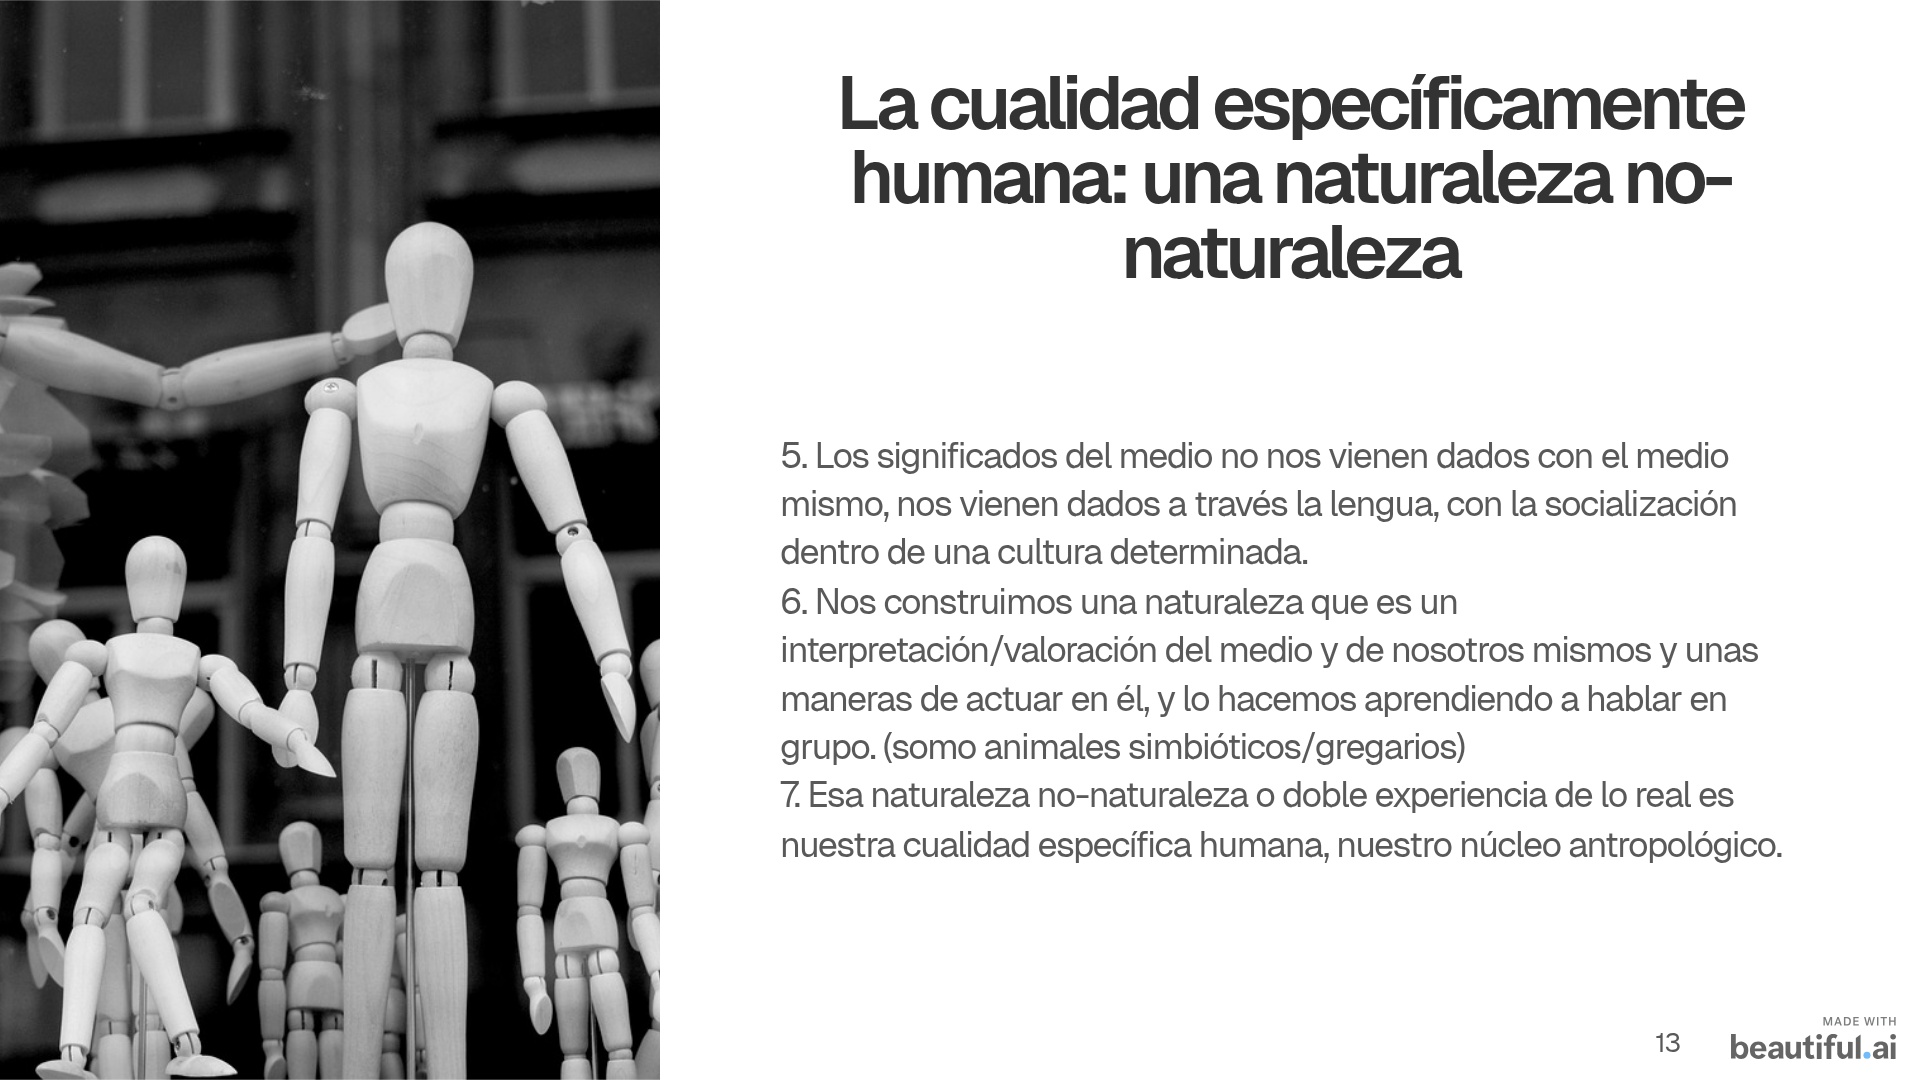 La cualidad específicamente
humana: una naturaleza no-
naturaleza
5. Los significados del medio no nos vienen dados con el medio
mismo, nos vienen dados a través la lengua, con la socialización
dentro de una cultura determinada.
6. Nos construimos una naturaleza que es un
interpretación/valoración del medio y de nosotros mismos y unas
maneras de actuar en él, y lo hacemos aprendiendo a hablar en
grupo. (somo animales simbióticos/gregarios)
7. Esa naturaleza no-naturaleza o doble experiencia de lo real es
nuestra cualidad específica humana, nuestro núcleo antropológico.
13
MADE WITH
beautiful.ai